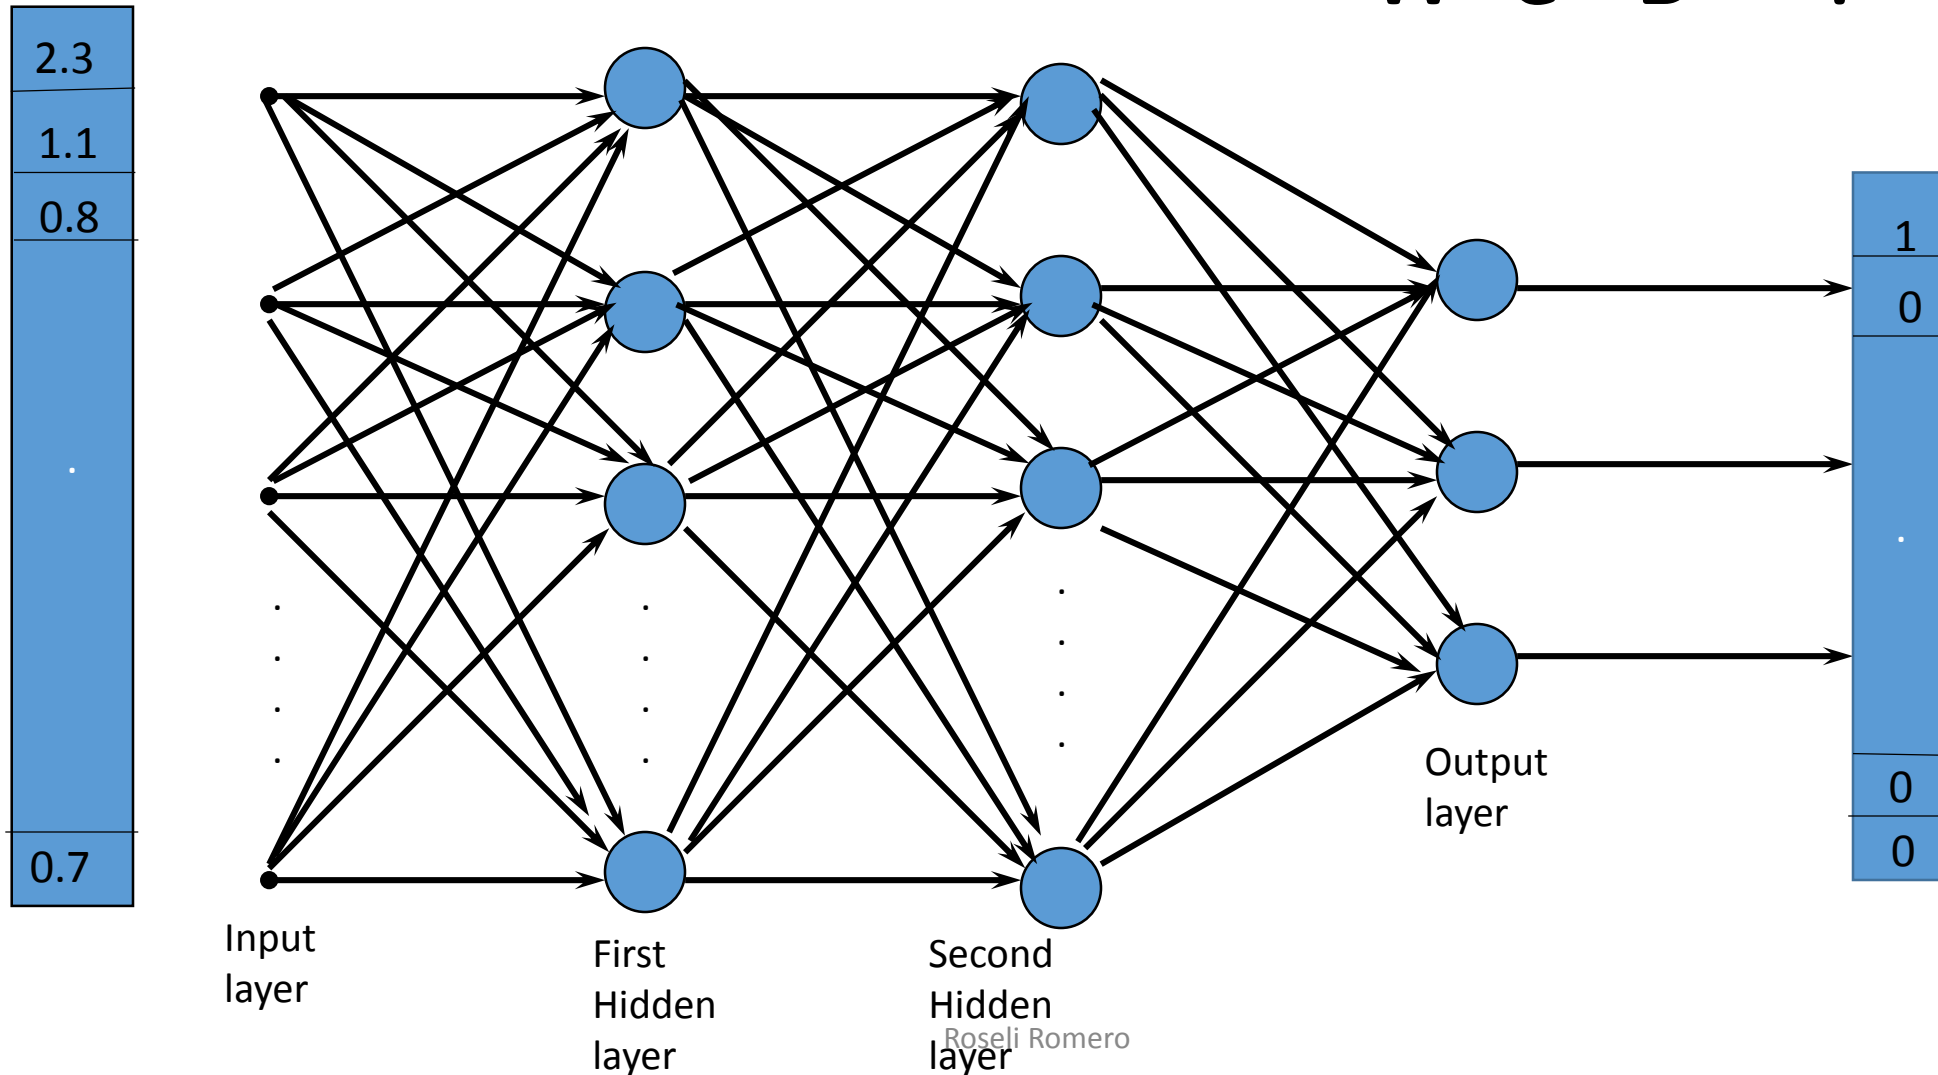 2.3
1.1
0.8
.
0.7
.
.
.
.
.
.
.
.
.
.
.
.
1
0
.
0
0
Input
layer
First
Hidden
layer
Second
Hidden
layer
Output
layer
Roseli Romero